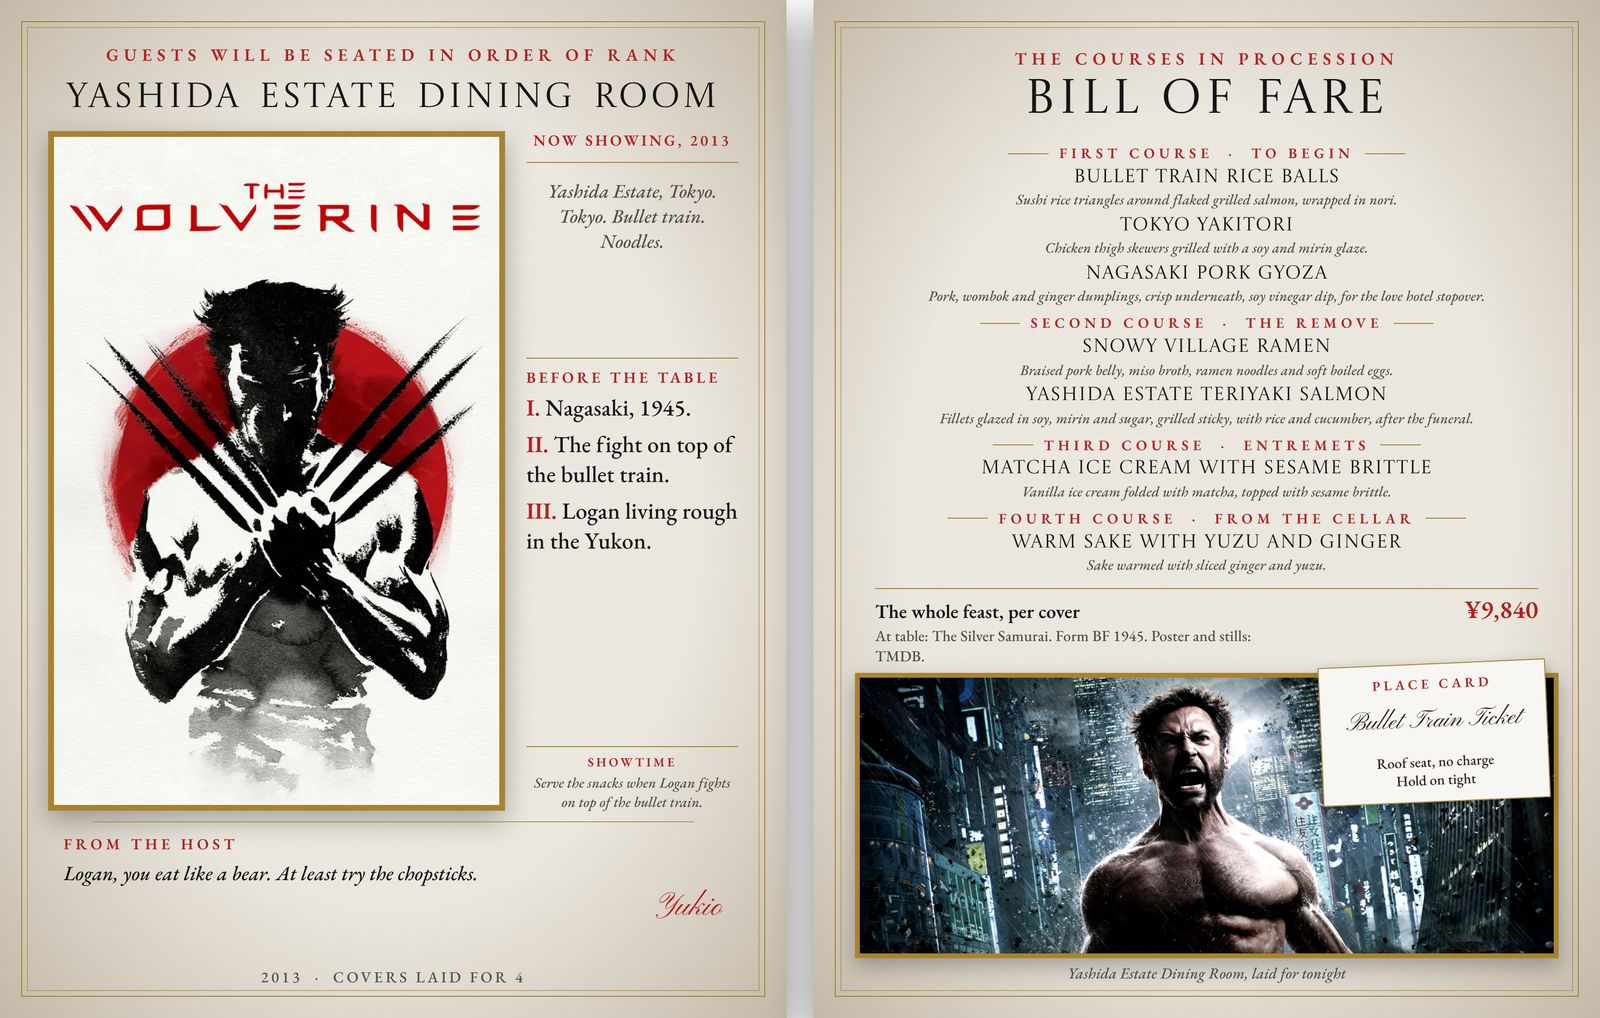 GUESTS WILL BE SEATED IN ORDER OF RANK
YASHIDA ESTATE DINING ROOM
THE
WOLVERINE
NOW SHOWING, 2013
Yashida Estate, Tokyo.
Tokyo. Bullet train.
Noodles.
BEFORE THE TABLE
I. Nagasaki, 1945.
II. The fight on top of
the bullet train.
III. Logan living rough
in the Yukon.
SHOWTIME
Serve the snacks when Logan fights
on top of the bullet train.
FROM THE HOST
Logan, you eat like a bear. At least try the chopsticks.
Yukio
2013 · COVERS LAID FOR 4
THE COURSES IN PROCESSION
BILL OF FARE
FIRST COURSE · TO BEGIN
BULLET TRAIN RICE BALLS
Sushi rice triangles around flaked grilled salmon, wrapped in nori.
TOKYO YAKITORI
Chicken thigh skewers grilled with a soy and mirin glaze.
NAGASAKI PORK GYOZA
Pork, wombok and ginger dumplings, crisp underneath, soy vinegar dip, for the love hotel stopover.
SECOND COURSE · THE REMOVE
SNOWY VILLAGE RAMEN
Braised pork belly, miso broth, ramen noodles and soft boiled eggs.
YASHIDA ESTATE TERIYAKI SALMON
Fillets glazed in soy, mirin and sugar, grilled sticky, with rice and cucumber, after the funeral.
THIRD COURSE · ENTREMETS
MATCHA ICE CREAM WITH SESAME BRITTLE
Vanilla ice cream folded with matcha, topped with sesame brittle.
FOURTH COURSE · FROM THE CELLAR
WARM SAKE WITH YUZU AND GINGER
Sake warmed with sliced ginger and yuzu.
The whole feast, per cover
¥9,840
At table: The Silver Samurai. Form BF 1945. Poster and stills:
TMDB.
PLACE CARD
Bullet Train Ticket
Roof seat, no charge
Hold on tight
Yashida Estate Dining Room, laid for tonight